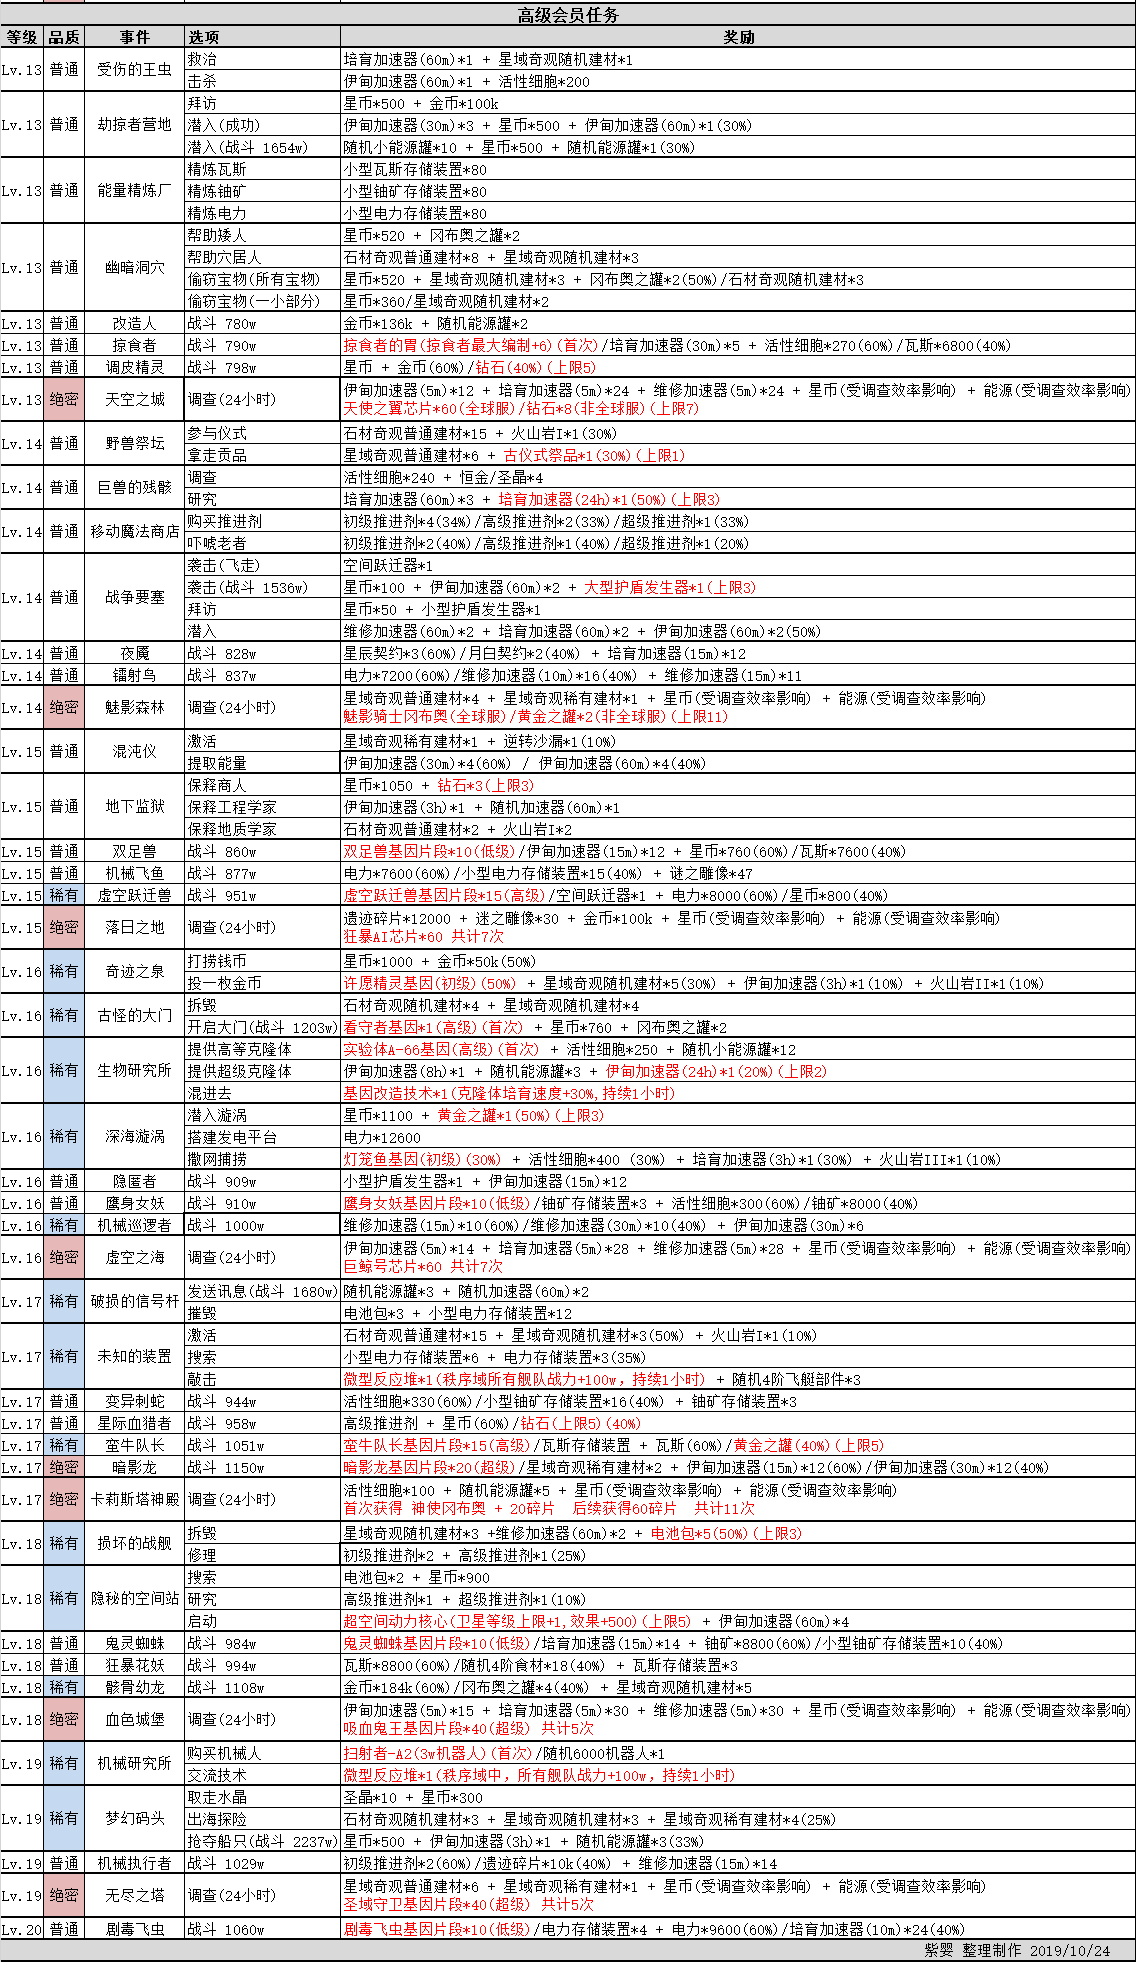 高级会员任务
等级 品质 事件 选项 奖励
Lv.13 普通 受伤的王虫 救治 培育加速器(60m)*1 + 星域奇观随机建材*1
击杀 伊甸加速器(60m)*1 + 活性细胞*200
Lv.13 普通 劫掠者营地 拜访 星币*500 + 金币*100k
潜入(成功) 伊甸加速器(30m)*3 + 星币*500 + 伊甸加速器(60m)*1(30%)
潜入(战斗 1654w) 随机小能源罐*10 + 星币*500 + 随机能源罐*1(30%)
Lv.13 普通 能量精炼厂 精炼瓦斯 小型瓦斯存储装置*80
精炼铀矿 小型铀矿存储装置*80
精炼电力 小型电力存储装置*80
Lv.13 普通 幽暗洞穴 帮助矮人 星币*520 + 冈布奥之罐*2
帮助穴居人 石材奇观普通建材*8 + 星域奇观随机建材*3
偷窃宝物(所有宝物) 星币*520 + 星域奇观随机建材*3 + 冈布奥之罐*2(50%)/石材奇观随机建材*3
偷窃宝物(一小部分) 星币*360/星域奇观随机建材*2
Lv.13 普通 改造人 战斗 780w 金币*136k + 随机能源罐*2
Lv.13 普通 掠食者 战斗 790w 掠食者的胃(掠食者最大编制+6)(首次)/培育加速器(30m)*5 + 活性细胞*270(60%)/瓦斯*6800(40%)
Lv.13 普通 调皮精灵 战斗 798w 星币 + 金币(60%)/钻石(40%)(上限5)
Lv.13 绝密 天空之城 调查(24小时) 伊甸加速器(5m)*12 + 培育加速器(5m)*24 + 维修加速器(5m)*24 + 星币(受调查效率影响) + 能源(受调查效率影响)
天使之翼芯片*60(全球服)/钻石*8(非全球服)(上限7)
Lv.14 普通 野兽祭坛 参与仪式 石材奇观普通建材*15 + 火山岩I*1(30%)
拿走贡品 星域奇观普通建材*6 + 古仪式祭品*1(30%)(上限1)
Lv.14 普通 巨兽的残骸 调查 活性细胞*240 + 恒金/圣晶*4
研究 培育加速器(60m)*3 + 培育加速器(24h)*1(50%)(上限3)
Lv.14 普通 移动魔法商店 购买推进剂 初级推进剂*4(34%)/高级推进剂*2(33%)/超级推进剂*1(33%)
吓唬老者 初级推进剂*2(40%)/高级推进剂*1(40%)/超级推进剂*1(20%)
Lv.14 普通 战争要塞 袭击(飞走) 空间跃迁器*1
袭击(战斗 1536w) 星币*100 + 伊甸加速器(60m)*2 + 大型护盾发生器*1(上限3)
拜访 星币*50 + 小型护盾发生器*1
潜入 维修加速器(60m)*2 + 培育加速器(60m)*2 + 伊甸加速器(60m)*2(50%)
Lv.14 普通 夜魇 战斗 828w 星辰契约*3(60%)/月白契约*2(40%) + 培育加速器(15m)*12
Lv.14 普通 镭射鸟 战斗 837w 电力*7200(60%)/维修加速器(10m)*16(40%) + 维修加速器(15m)*11
Lv.14 绝密 魅影森林 调查(24小时) 星域奇观普通建材*4 + 星域奇观稀有建材*1 + 星币(受调查效率影响) + 能源(受调查效率影响)
魅影骑士冈布奥(全球服)/黄金之罐*2(非全球服)(上限11)
Lv.15 普通 混沌仪 激活 星域奇观稀有建材*1 + 逆转沙漏*1(10%)
提取能量 伊甸加速器(30m)*4(60%) / 伊甸加速器(60m)*4(40%)
Lv.15 普通 地下监狱 保释商人 星币*1050 + 钻石*3(上限3)
保释工程学家 伊甸加速器(3h)*1 + 随机加速器(60m)*1
保释地质学家 石材奇观普通建材*2 + 火山岩I*2
Lv.15 普通 双足兽 战斗 860w 双足兽基因片段*10(低级)/伊甸加速器(15m)*12 + 星币*760(60%)/瓦斯*7600(40%)
Lv.15 普通 机械飞鱼 战斗 877w 电力*7600(60%)/小型电力存储装置*15(40%) + 谜之雕像*47
Lv.15 稀有 虚空跃迁兽 战斗 951w 虚空跃迁兽基因片段*15(高级)/空间跃迁器*1 + 电力*8000(60%)/星币*800(40%)
Lv.15 绝密 落日之地 调查(24小时) 遗迹碎片*12000 + 迷之雕像*30 + 金币*100k + 星币(受调查效率影响) + 能源(受调查效率影响)
狂暴AI芯片*60 共计7次
Lv.16 稀有 奇迹之泉 打捞钱币 星币*1000 + 金币*50k(50%)
投一枚金币 许愿精灵基因(初级)(50%) + 星域奇观随机建材*5(30%) + 伊甸加速器(3h)*1(10%) + 火山岩II*1(10%)
Lv.16 稀有 古怪的大门 拆毁 石材奇观随机建材*4 + 星域奇观随机建材*4
开启大门(战斗 1203w) 看守者基因*1(高级)(首次) + 星币*760 + 冈布奥之罐*2
Lv.16 稀有 生物研究所 提供高等克隆体 实验体A-66基因(高级)(首次) + 活性细胞*250 + 随机小能源罐*12
提供超级克隆体 伊甸加速器(8h)*1 + 随机能源罐*3 + 伊甸加速器(24h)*1(20%)(上限2)
混进去 基因改造技术*1(克隆体培育速度+30%,持续1小时)
Lv.16 稀有 深海漩涡 潜入漩涡 星币*1100 + 黄金之罐*1(50%)(上限3)
搭建发电平台 电力*12600
撒网捕捞 灯笼鱼基因(初级)(30%) + 活性细胞*400 (30%) + 培育加速器(3h)*1(30%) + 火山岩III*1(10%)
Lv.16 普通 隐匿者 战斗 909w 小型护盾发生器*1 + 伊甸加速器(15m)*12
Lv.16 普通 鹰身女妖 战斗 910w 鹰身女妖基因片段*10(低级)/铀矿存储装置*3 + 活性细胞*300(60%)/铀矿*8000(40%)
Lv.16 稀有 机械巡逻者 战斗 1000w 维修加速器(15m)*10(60%)/维修加速器(30m)*10(40%) + 伊甸加速器(30m)*6
Lv.16 绝密 虚空之海 调查(24小时) 伊甸加速器(5m)*14 + 培育加速器(5m)*28 + 维修加速器(5m)*28 + 星币(受调查效率影响) + 能源(受调查效率影响)
巨鲸号芯片*60 共计7次
Lv.17 稀有 破损的信号杆 发送讯息(战斗 1680w) 随机能源罐*3 + 随机加速器(60m)*2
摧毁 电池包*3 + 小型电力存储装置*12
Lv.17 稀有 未知的装置 激活 石材奇观普通建材*15 + 星域奇观随机建材*3(50%) + 火山岩I*1(10%)
搜索 小型电力存储装置*6 + 电力存储装置*3(35%)
敲击 微型反应堆*1(秩序域所有舰队战力+100w，持续1小时) + 随机4阶飞艇部件*3
Lv.17 普通 变异刺蛇 战斗 944w 活性细胞*330(60%)/小型铀矿存储装置*16(40%) + 铀矿存储装置*3
Lv.17 普通 星际血猎者 战斗 958w 高级推进剂 + 星币(60%)/钻石(上限5)(40%)
Lv.17 稀有 蛮牛队长 战斗 1051w 蛮牛队长基因片段*15(高级)/瓦斯存储装置 + 瓦斯(60%)/黄金之罐(40%)(上限5)
Lv.17 绝密 暗影龙 战斗 1150w 暗影龙基因片段*20(超级)/星域奇观稀有建材*2 + 伊甸加速器(15m)*12(60%)/伊甸加速器(30m)*12(40%)
Lv.17 绝密 卡莉斯塔神殿 调查(24小时) 活性细胞*100 + 随机能源罐*5 + 星币(受调查效率影响) + 能源(受调查效率影响)
首次获得 神使冈布奥 + 20碎片 后续获得60碎片 共计11次
Lv.18 稀有 损坏的战舰 拆毁 星域奇观随机建材*3 +维修加速器(60m)*2 + 电池包*5(50%)(上限3)
修理 初级推进剂*2 + 高级推进剂*1(25%)
Lv.18 稀有 隐秘的空间站 搜索 电池包*2 + 星币*900
研究 高级推进剂*1 + 超级推进剂*1(10%)
启动 超空间动力核心(卫星等级上限+1,效果+500)(上限5) + 伊甸加速器(60m)*4
Lv.18 普通 鬼灵蜘蛛 战斗 984w 鬼灵蜘蛛基因片段*10(低级)/培育加速器(15m)*14 + 铀矿*8800(60%)/小型铀矿存储装置*10(40%)
Lv.18 普通 狂暴花妖 战斗 994w 瓦斯*8800(60%)/随机4阶食材*18(40%) + 瓦斯存储装置*3
Lv.18 稀有 骸骨幼龙 战斗 1108w 金币*184k(60%)/冈布奥之罐*4(40%) + 星域奇观随机建材*5
Lv.18 绝密 血色城堡 调查(24小时) 伊甸加速器(5m)*15 + 培育加速器(5m)*30 + 维修加速器(5m)*30 + 星币(受调查效率影响) + 能源(受调查效率影响)
吸血鬼王基因片段*40(超级) 共计5次
Lv.19 稀有 机械研究所 购买机械人 扫射者-A2(3w机器人)(首次)/随机6000机器人*1
交流技术 微型反应堆*1(秩序域中，所有舰队战力+100w，持续1小时)
Lv.19 稀有 梦幻码头 取走水晶 圣晶*10 + 星币*300
出海探险 石材奇观随机建材*3 + 星域奇观随机建材*3 + 星域奇观稀有建材*4(25%)
抢夺船只(战斗 2237w) 星币*500 + 伊甸加速器(3h)*1 + 随机能源罐*3(33%)
Lv.19 普通 机械执行者 战斗 1029w 初级推进剂*2(60%)/遗迹碎片*10k(40%) + 维修加速器(15m)*14
Lv.19 绝密 无尽之塔 调查(24小时) 星域奇观普通建材*6 + 星域奇观稀有建材*1 + 星币(受调查效率影响) + 能源(受调查效率影响)
圣域守卫基因片段*40(超级) 共计5次
Lv.20 普通 剧毒飞虫 战斗 1060w 剧毒飞虫基因片段*10(低级)/电力存储装置*4 + 电力*9600(60%)/培育加速器(10m)*24(40%)
紫婴 整理制作 2019/10/24